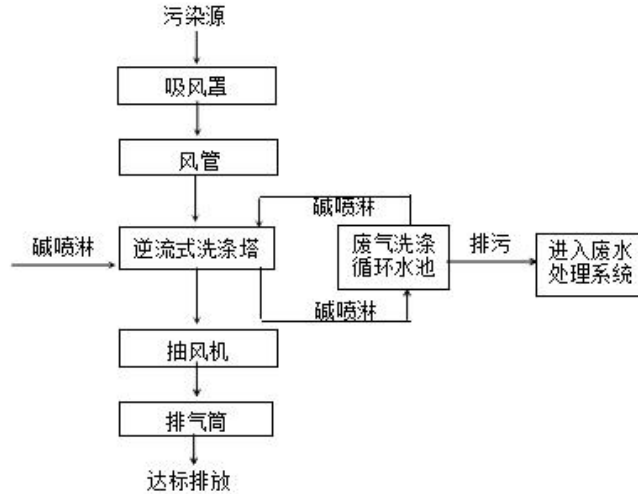 污染源
吸风罩
风管
碱喷淋
碱喷淋
逆流式洗涤塔
废气洗涤
循环水池
排污
进入废水
处理系统
碱喷淋
抽风机
排气筒
达标排放